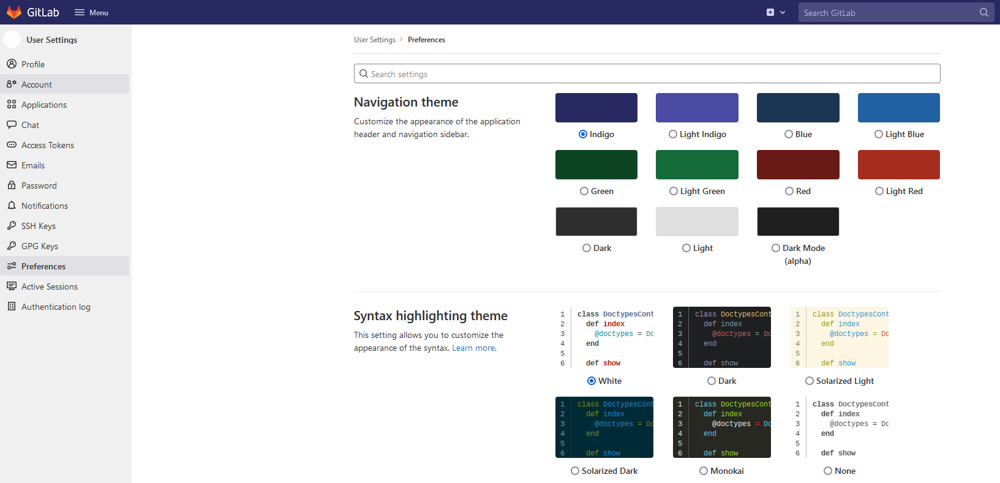 GitLab
Menu
Search GitLab
User Settings
Profile
Account
Applications
Chat
Access Tokens
Emails
Password
Notifications
SSH Keys
GPG Keys
Preferences
Active Sessions
Authentication log
User Settings › Preferences
Search settings
Navigation theme
Customize the appearance of the application
header and navigation sidebar.
Indigo
Light Indigo
Blue
Light Blue
Green
Light Green
Red
Light Red
Dark
Light
Dark Mode
(alpha)
Syntax highlighting theme
This setting allows you to customize the
appearance of the syntax. Learn more.
1 class DoctypesCont
2 def index
3 @doctypes = Do
4 end
5
6 def show
White
1 class DoctypesCont
2 def index
3 @doctypes = Do
4 end
5
6 def show
Dark
1 class DoctypesCont
2 def index
3 @doctypes = Do
4 end
5
6 def show
Solarized Light
1 class DoctypesCont
2 def index
3 @doctypes = Do
4 end
5
6 def show
Solarized Dark
1 class DoctypesCont
2 def index
3 @doctypes = Do
4 end
5
6 def show
Monokai
1 class DoctypesCont
2 def index
3 @doctypes = Do
4 end
5
6 def show
None